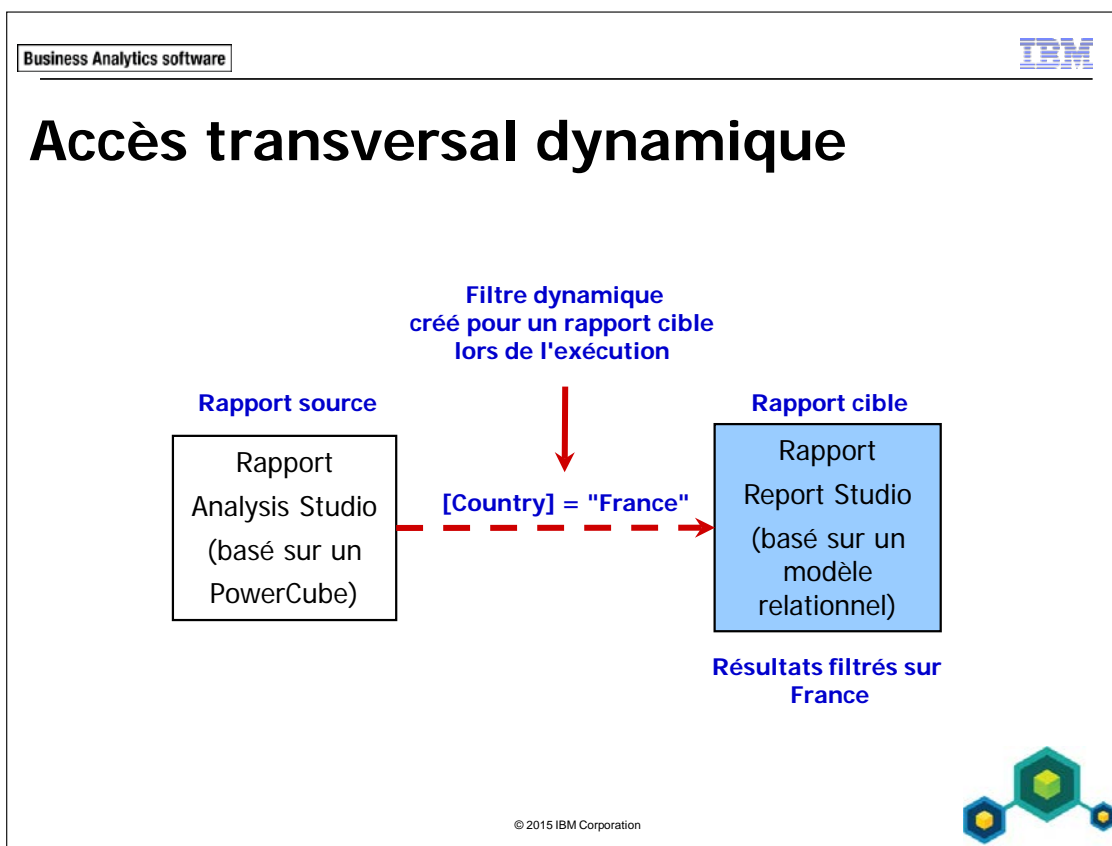 Business Analytics software
IBM
Accès transversal dynamique
Filtre dynamique
créé pour un rapport cible
lors de l'exécution
Rapport source
Rapport cible
Rapport
Analysis Studio
(basé sur un
PowerCube)
[Country] = "France"
Rapport
Report Studio
(basé sur un
modèle
relationnel)
Résultats filtrés sur
France
© 2015 IBM Corporation